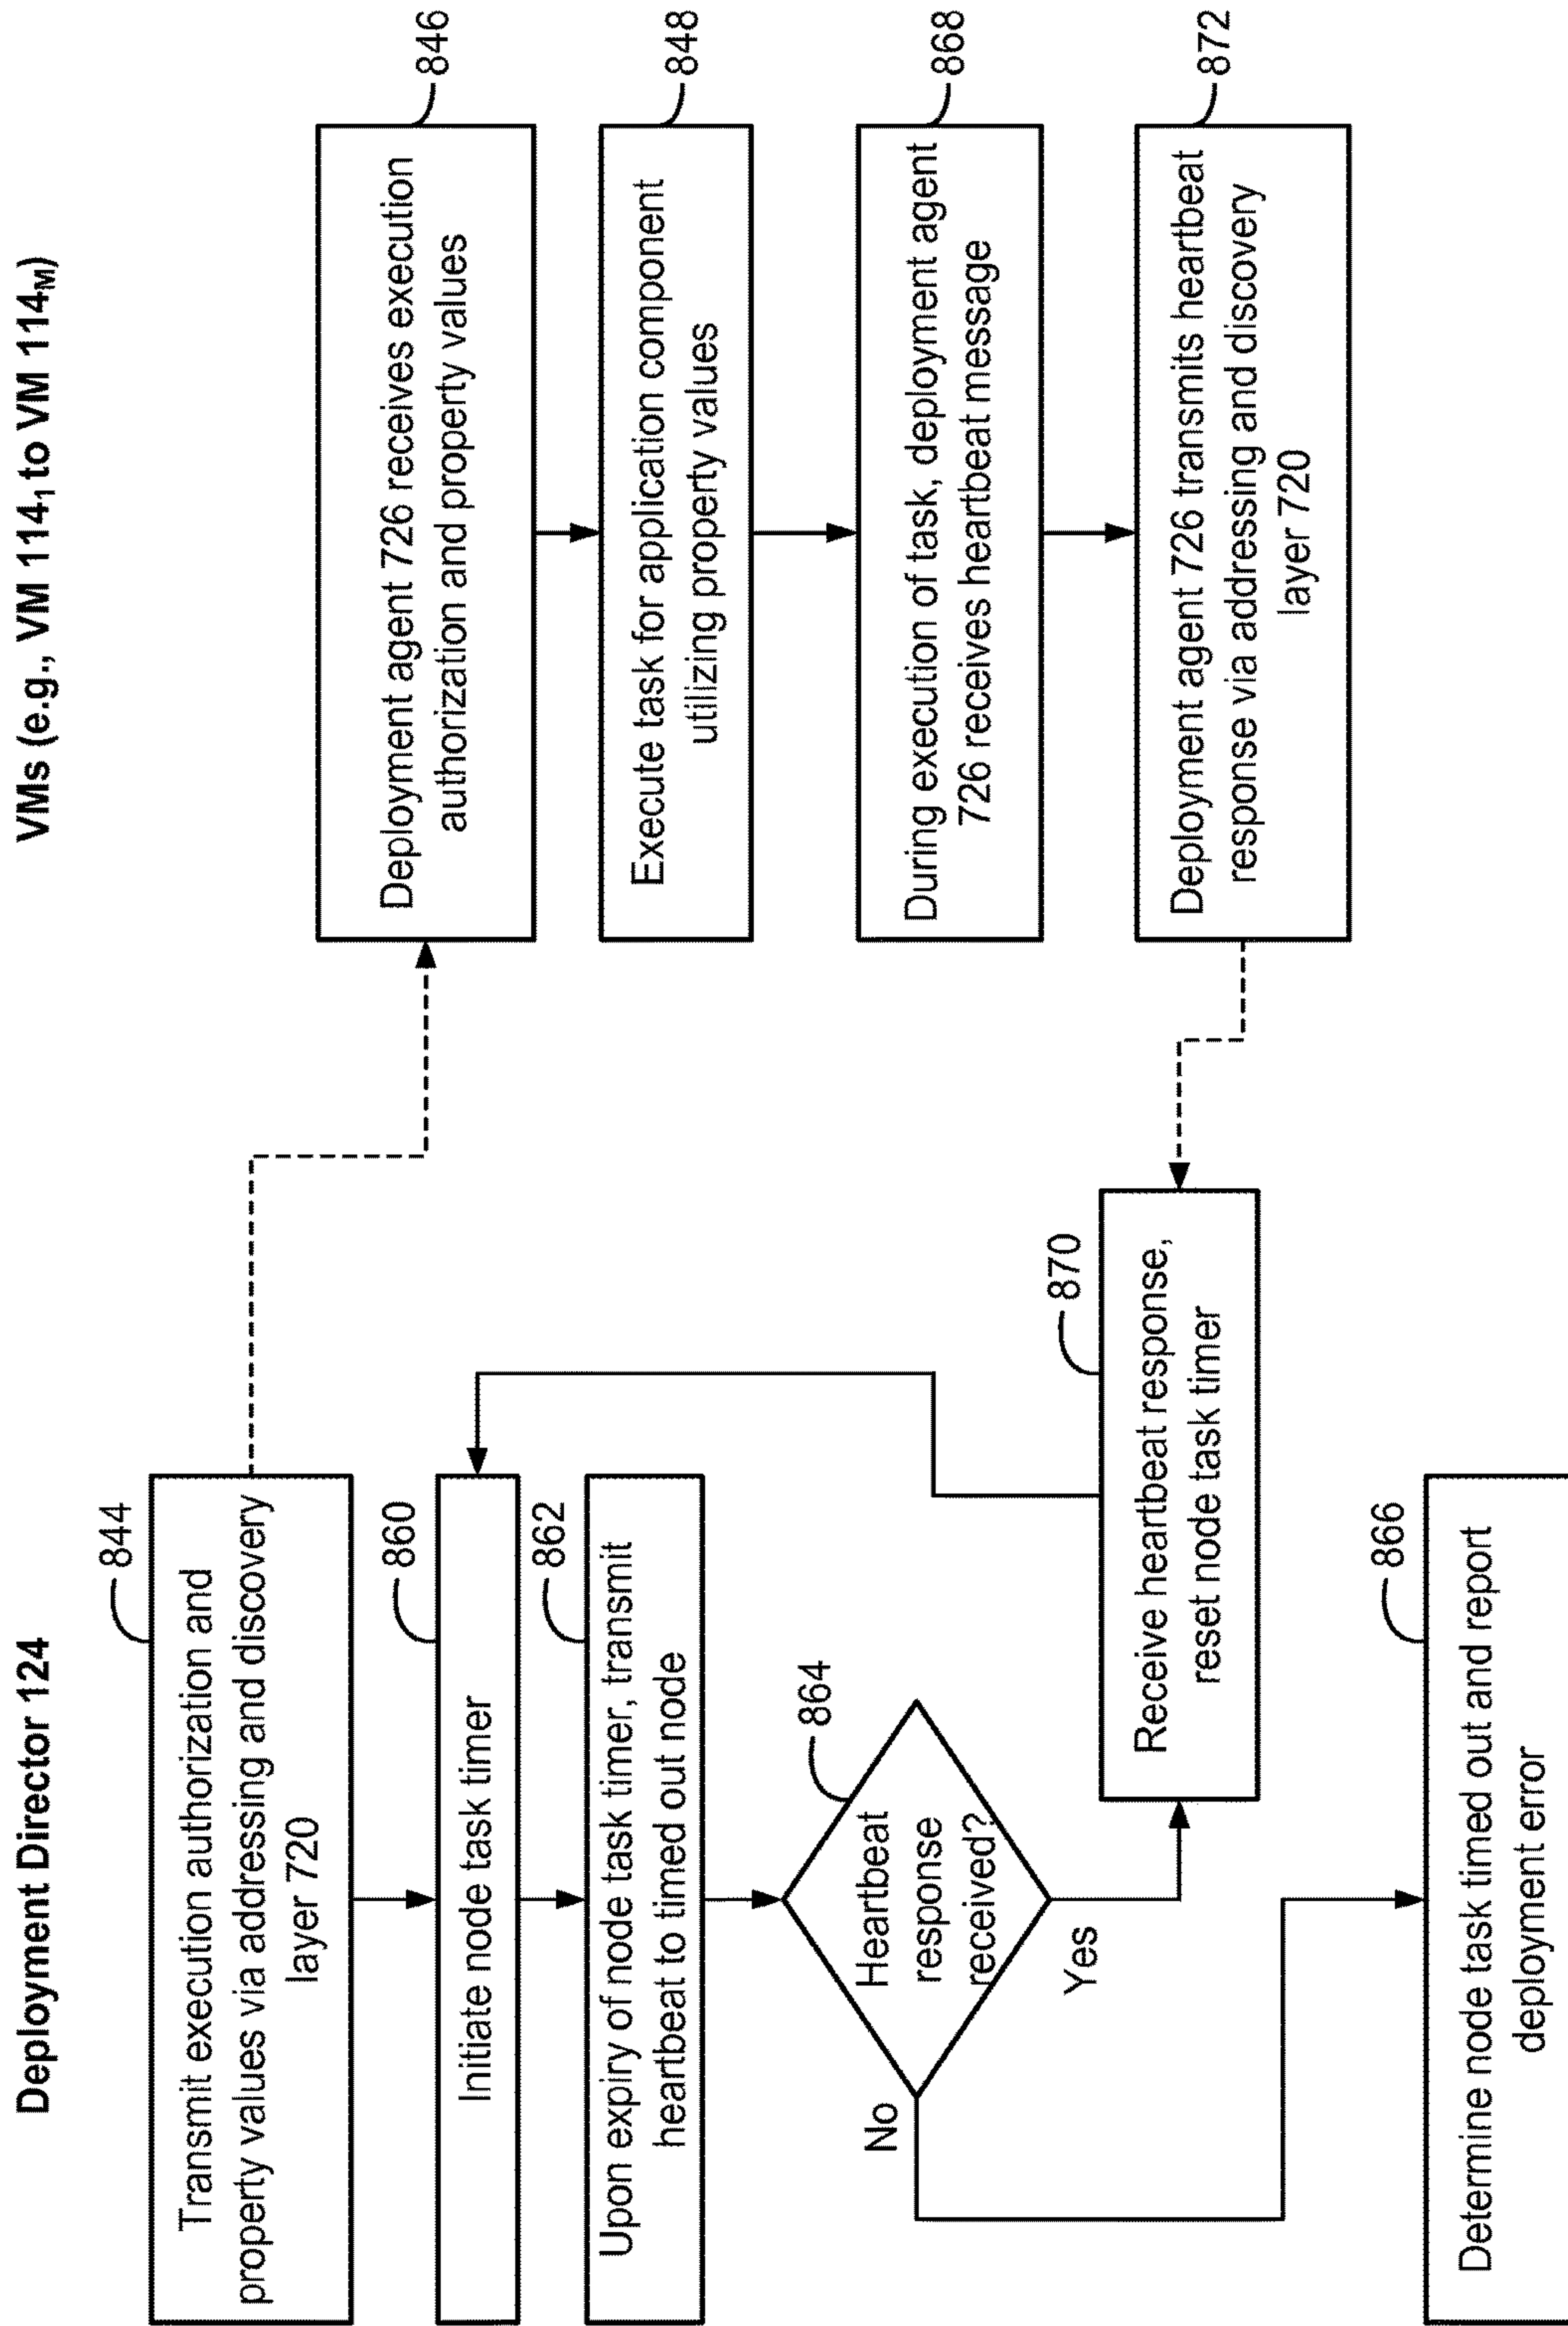 Deployment Director 124
VMs (e.g., VM 114₁ to VM 114ₘ)
844
Transmit execution authorization and
property values via addressing and discovery
layer 720
860
Initiate node task timer
862
Upon expiry of node task timer, transmit
heartbeat to timed out node
864
Heartbeat
response
received?
No
Yes
870
Receive heartbeat response,
reset node task timer
866
Determine node task timed out and report
deployment error
Deployment agent 726 receives execution
authorization and property values
846
Execute task for application component
utilizing property values
848
During execution of task, deployment agent
726 receives heartbeat message
868
Deployment agent 726 transmits heartbeat
response via addressing and discovery
layer 720
872